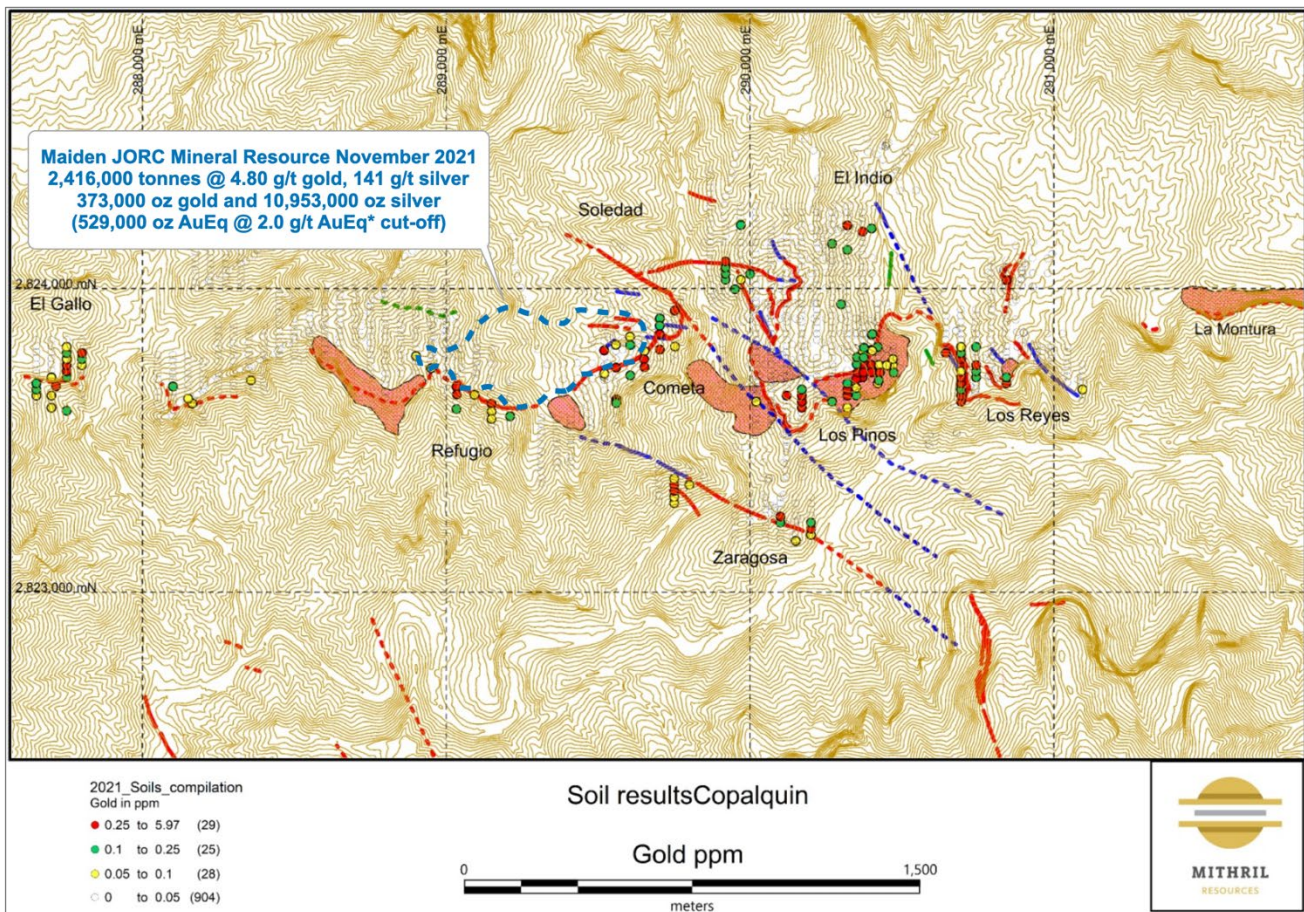 288,000 mE
289,000 mE
290,000 mE
291,000 mE
Maiden JORC Mineral Resource November 2021
2,416,000 tonnes @ 4.80 g/t gold, 141 g/t silver
373,000 oz gold and 10,953,000 oz silver
(529,000 oz AuEq @ 2.0 g/t AuEq* cut-off)
El Indio
Soledad
2,824,000 mN
El Gallo
La Montura
Cometa
Los Reyes
Los Pinos
Refugio
Zaragosa
2,823,000 mN
2021_Soils_compilation
Gold in ppm
0.25 to 5.97 (29)
0.1 to 0.25 (25)
0.05 to 0.1 (28)
0 to 0.05 (904)
Soil resultsCopalquin
Gold ppm
0 1,500
meters
MITHRIL
RESOURCES